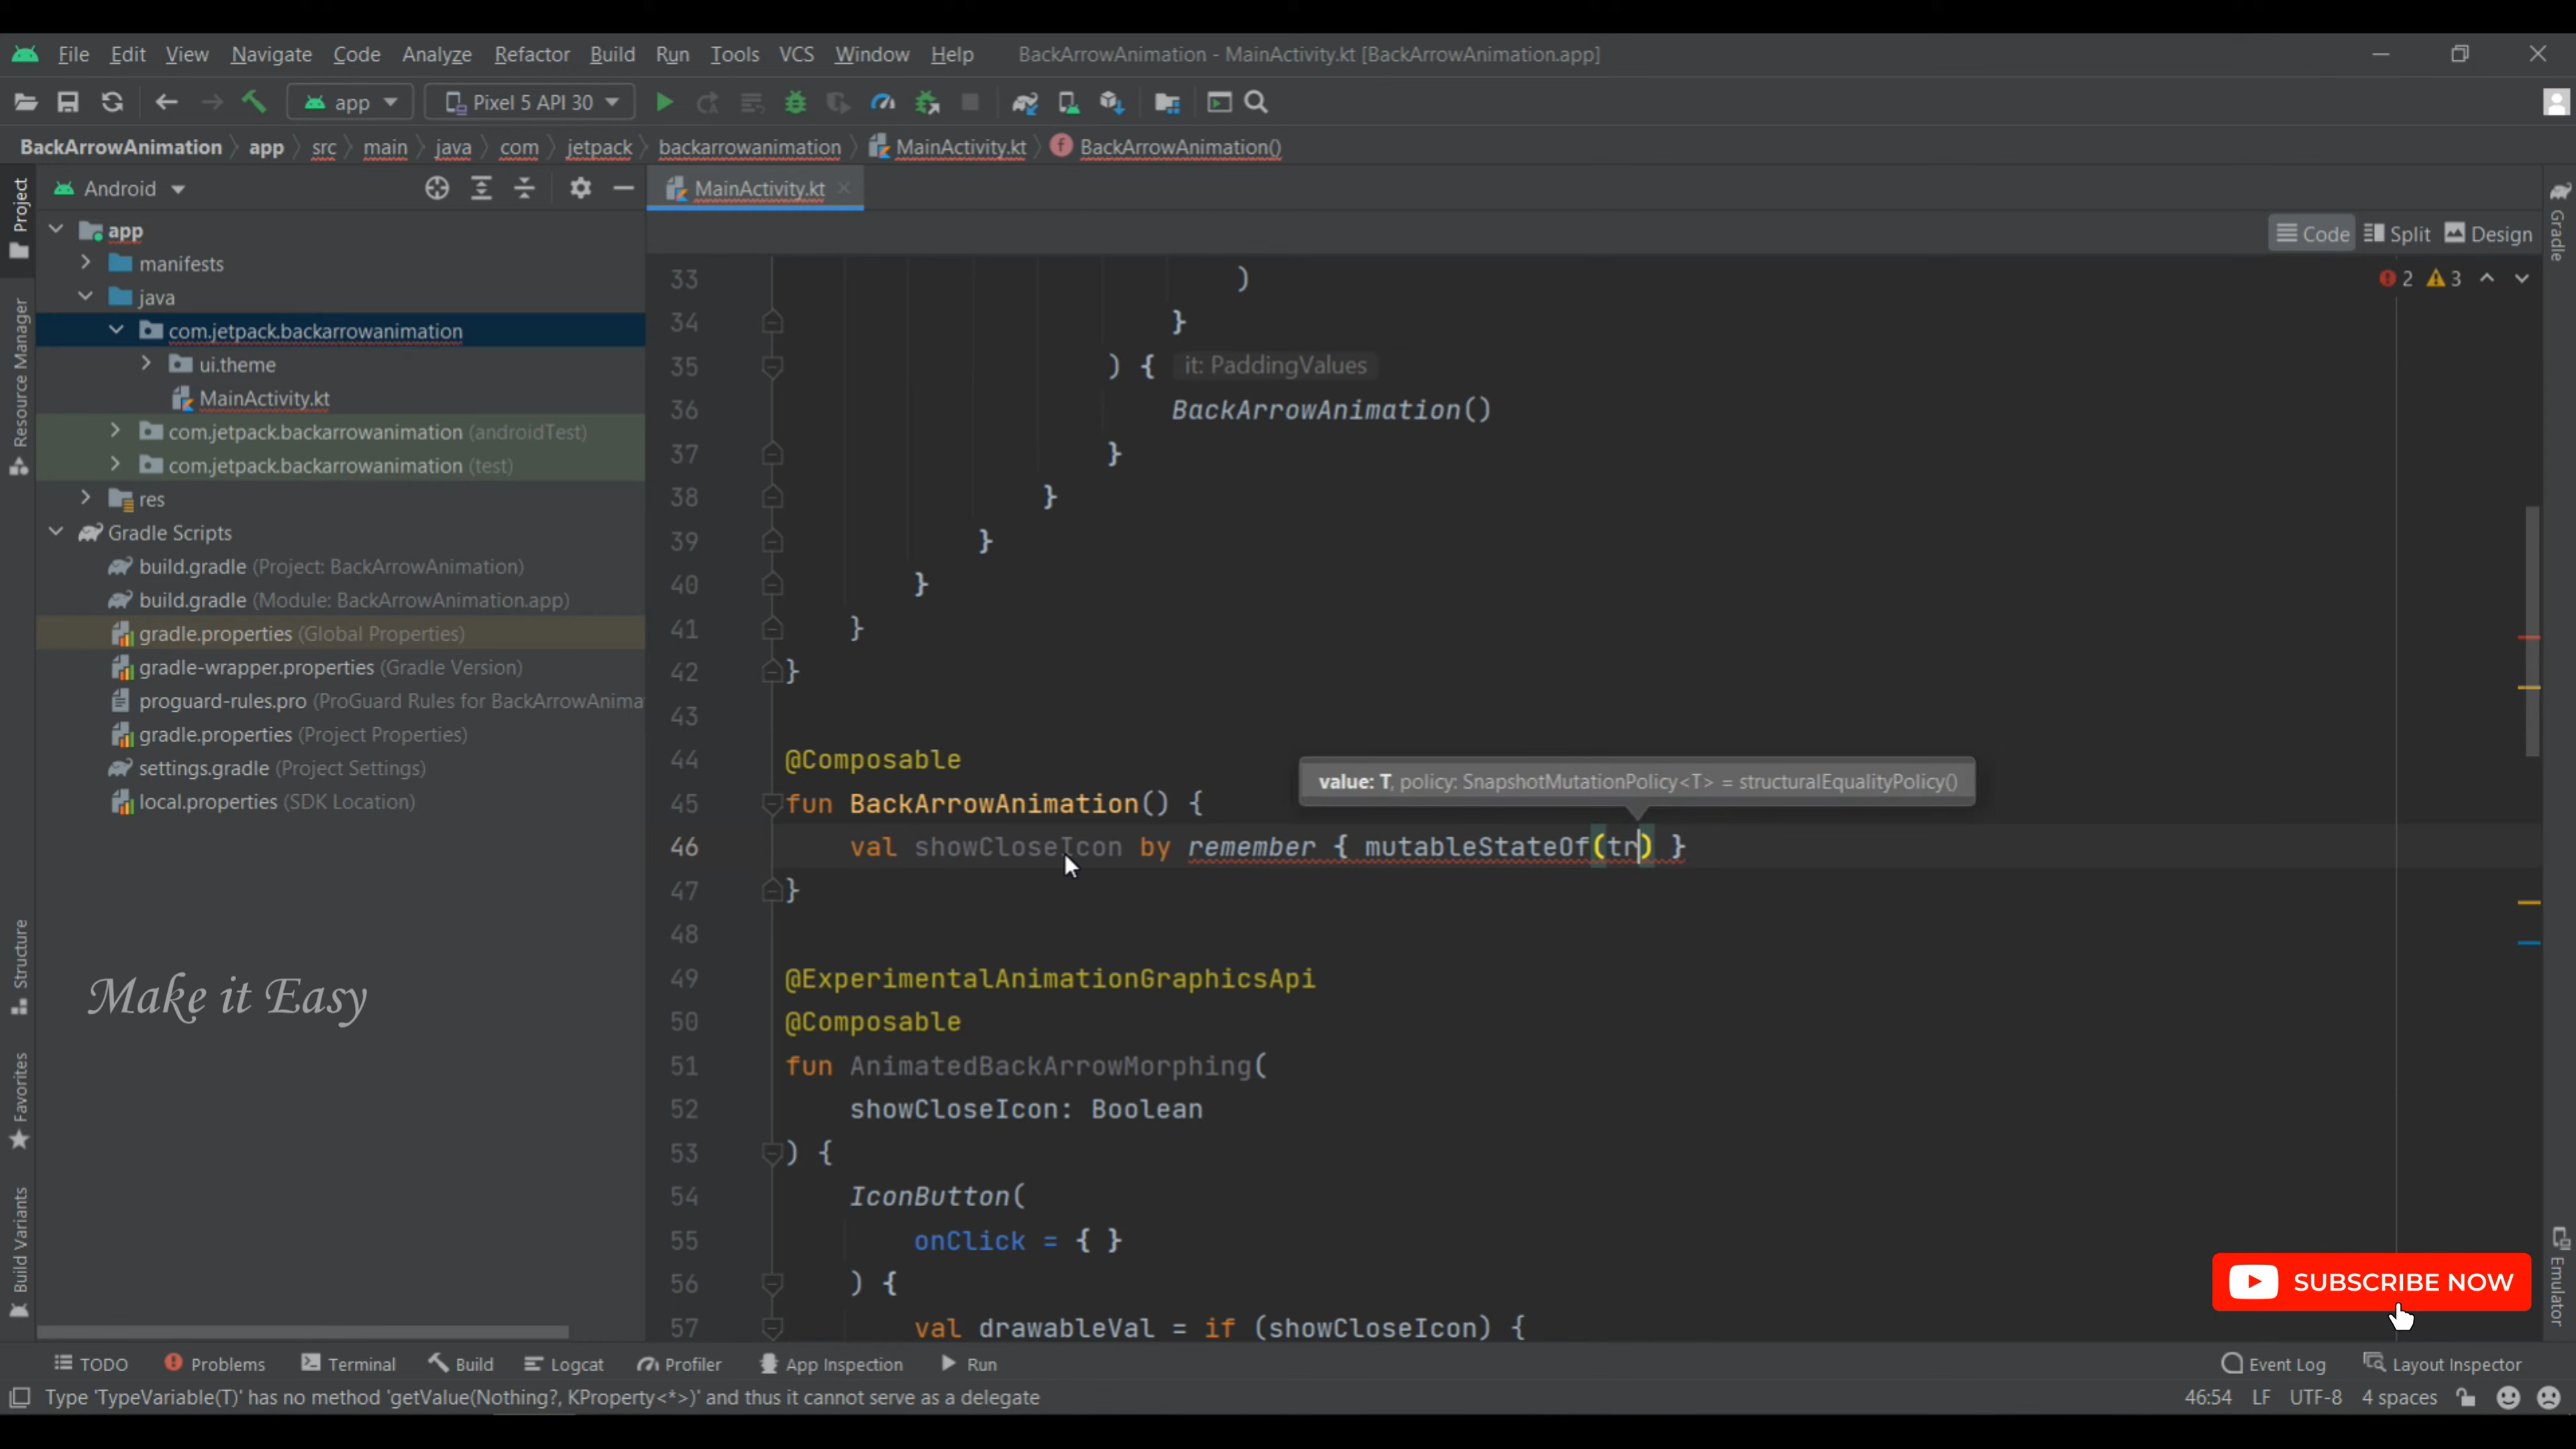 File Edit View Navigate Code Analyze Refactor Build Run Tools VCS Window Help BackArrowAnimation - MainActivity.kt [BackArrowAnimation.app]
app Pixel 5 API 30
BackArrowAnimation app src main java com jetpack backarrowanimation MainActivity.kt f BackArrowAnimation()
Project
Resource Manager
Structure
Favorites
Build Variants
Android
app
manifests
java
com.jetpack.backarrowanimation
ui.theme
MainActivity.kt
com.jetpack.backarrowanimation (androidTest)
com.jetpack.backarrowanimation (test)
res
Gradle Scripts
build.gradle (Project: BackArrowAnimation)
build.gradle (Module: BackArrowAnimation.app)
gradle.properties (Global Properties)
gradle-wrapper.properties (Gradle Version)
proguard-rules.pro (ProGuard Rules for BackArrowAnima
gradle.properties (Project Properties)
settings.gradle (Project Settings)
local.properties (SDK Location)
Make it Easy
MainActivity.kt
Code Split Design
2 3
33 )
34 }
35 ) { it: PaddingValues
36 BackArrowAnimation()
37 }
38 }
39 }
40 }
41 }
42 }
43
44 @Composable
value: T, policy: SnapshotMutationPolicy<T> = structuralEqualityPolicy()
45 fun BackArrowAnimation() {
46 val showCloseIcon by remember { mutableStateOf(tr) }
47 }
48
49 @ExperimentalAnimationGraphicsApi
50 @Composable
51 fun AnimatedBackArrowMorphing(
52 showCloseIcon: Boolean
53 ) {
54 IconButton(
55 onClick = { }
56 ) {
57 val drawableVal = if (showCloseIcon) {
Gradle
Emulator
SUBSCRIBE NOW
TODO Problems Terminal Build Logcat Profiler App Inspection Run Event Log Layout Inspector
Type 'TypeVariable(T)' has no method 'getValue(Nothing?, KProperty<*>)' and thus it cannot serve as a delegate 46:54 LF UTF-8 4 spaces